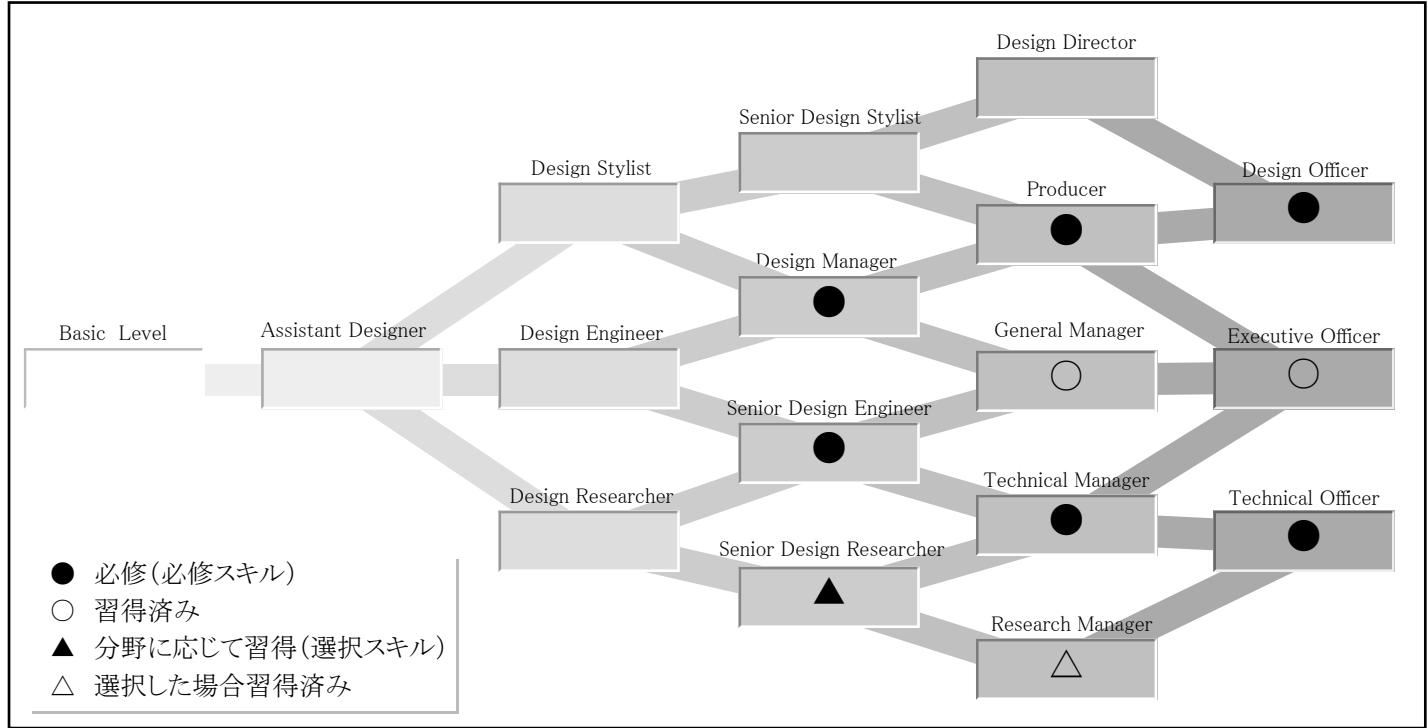 Design Director
Senior Design Stylist
Design Stylist
Design Officer
Producer
●
●
Design Manager
●
Basic Level
Assistant Designer
Design Engineer
General Manager
Executive Officer
○
○
Senior Design Engineer
●
Design Researcher
Technical Manager
Technical Officer
●
●
Senior Design Researcher
▲
Research Manager
△
● 必修(必修スキル)
○ 習得済み
▲ 分野に応じて習得(選択スキル)
△ 選択した場合習得済み